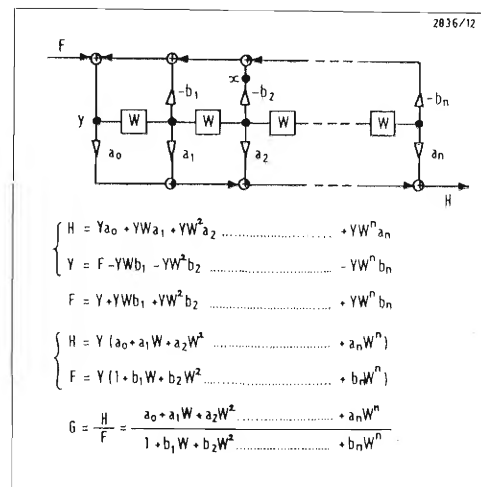 2836/12
F
x
-b₁ -b₂ -bₙ
y W W W W
a₀ a₁ a₂ aₙ
H
H = Ya₀ + YWa₁ + YW²a₂ ............ + YWⁿaₙ
Y = F - YWb₁ - YW²b₂ ............ - YWⁿbₙ
F = Y + YWb₁ + YW²b₂ ............ + YWⁿbₙ
H = Y (a₀ + a₁W + a₂W² ............ + aₙWⁿ)
F = Y (1 + b₁W + b₂W² ............ + bₙWⁿ)
G = H/F = a₀ + a₁W + a₂W² ............ + aₙWⁿ
1 + b₁W + b₂W² ............ + bₙWⁿ